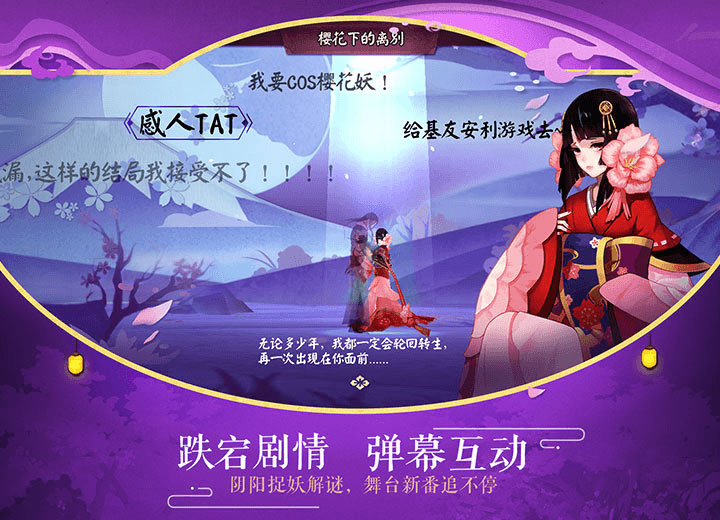 樱花下的离别
我要COS樱花妖！
感人TAT
给基友安利游戏去~
漏,这样的结局我接受不了！！！！
无论多少年，我都一定会轮回转生，
再一次出现在你面前……
跌宕剧情 弹幕互动
阴阳捉妖解谜，舞台新番追不停